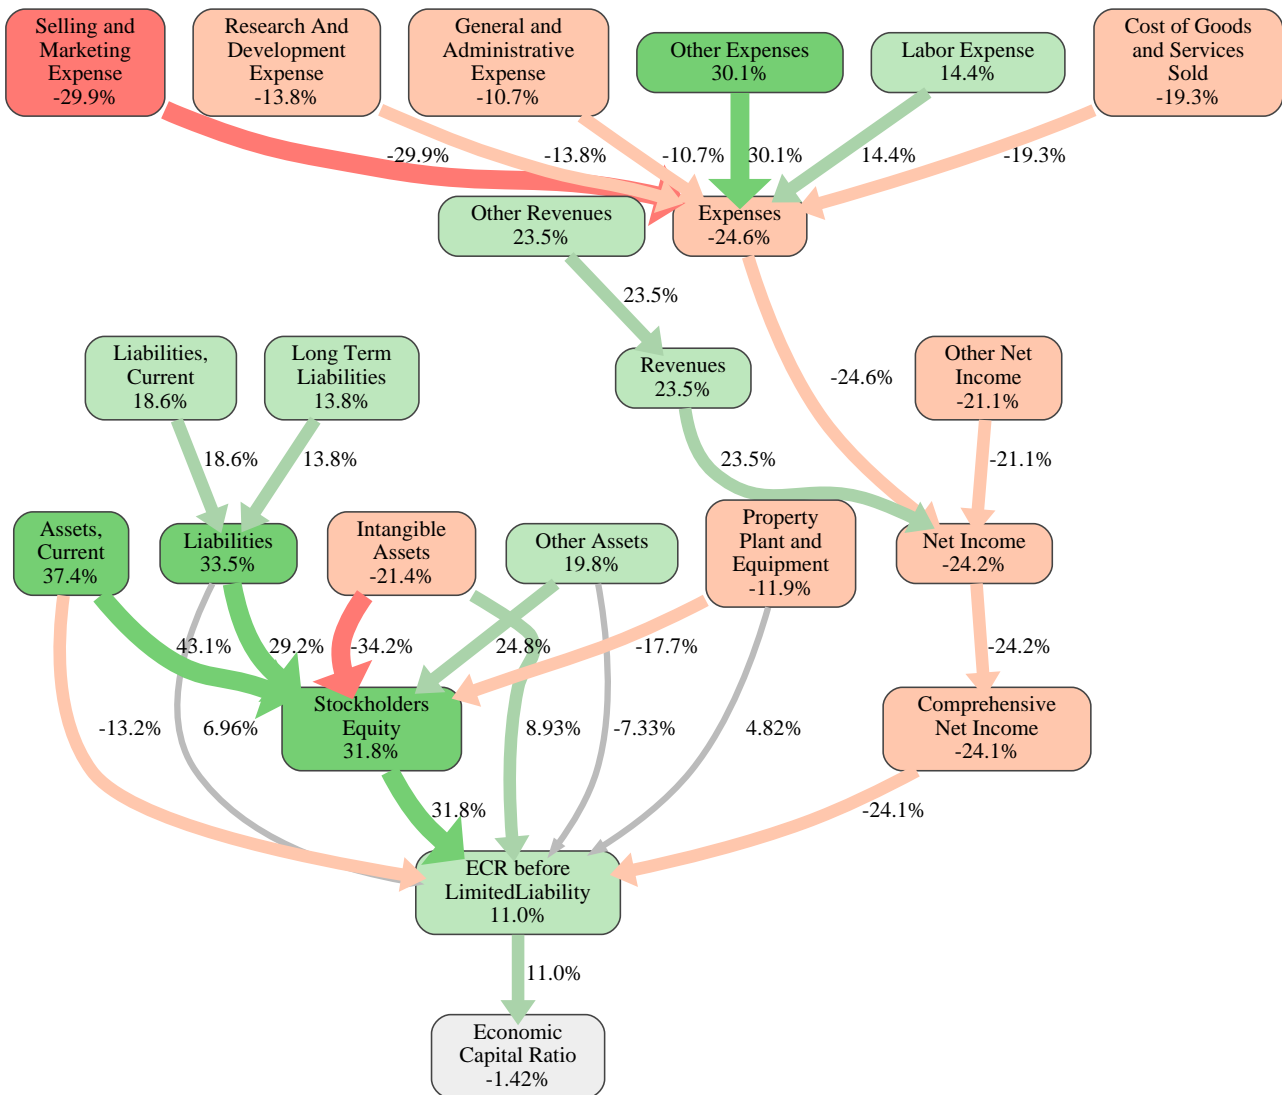 Selling and
Marketing
Expense
-29.9%
Research And
Development
Expense
-13.8%
General and
Administrative
Expense
-10.7%
Other Expenses
30.1%
Labor Expense
14.4%
Cost of Goods
and Services
Sold
-19.3%
-29.9%
-13.8%
-10.7%
30.1%
14.4%
-19.3%
Other Revenues
23.5%
Expenses
-24.6%
23.5%
Liabilities,
Current
18.6%
Long Term
Liabilities
13.8%
Revenues
23.5%
-24.6%
Other Net
Income
-21.1%
18.6%
13.8%
23.5%
-21.1%
Assets,
Current
37.4%
Liabilities
33.5%
Intangible
Assets
-21.4%
Other Assets
19.8%
Property
Plant and
Equipment
-11.9%
Net Income
-24.2%
43.1%
29.2%
-34.2%
24.8%
-17.7%
-24.2%
Stockholders
Equity
31.8%
Comprehensive
Net Income
-24.1%
-13.2%
6.96%
8.93%
-7.33%
4.82%
31.8%
-24.1%
ECR before
LimitedLiability
11.0%
11.0%
Economic
Capital Ratio
-1.42%